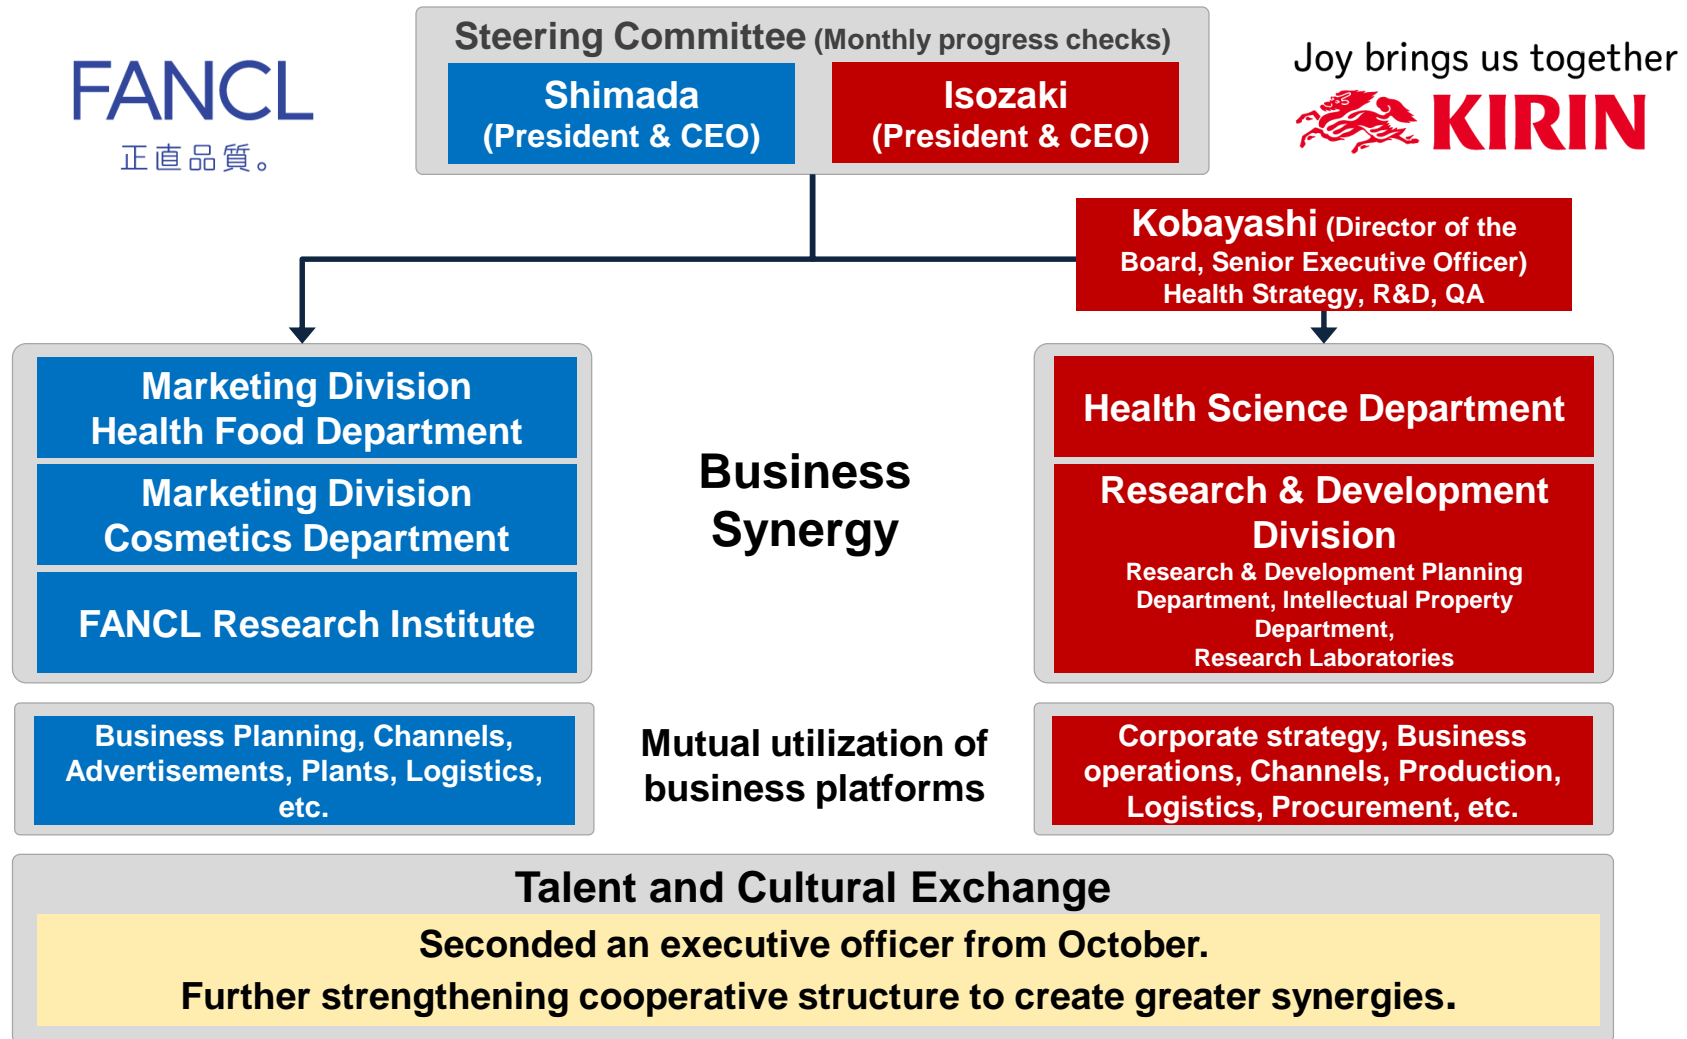 FANCL
正直品質。
Steering Committee (Monthly progress checks)
Shimada
(President & CEO)
Isozaki
(President & CEO)
Joy brings us together
KIRIN
Kobayashi (Director of the
Board, Senior Executive Officer)
Health Strategy, R&D, QA
Marketing Division
Health Food Department
Marketing Division
Cosmetics Department
FANCL Research Institute
Business
Synergy
Health Science Department
Research & Development
Division
Research & Development Planning
Department, Intellectual Property
Department,
Research Laboratories
Business Planning, Channels,
Advertisements, Plants, Logistics,
etc.
Mutual utilization of
business platforms
Corporate strategy, Business
operations, Channels, Production,
Logistics, Procurement, etc.
Talent and Cultural Exchange
Seconded an executive officer from October.
Further strengthening cooperative structure to create greater synergies.